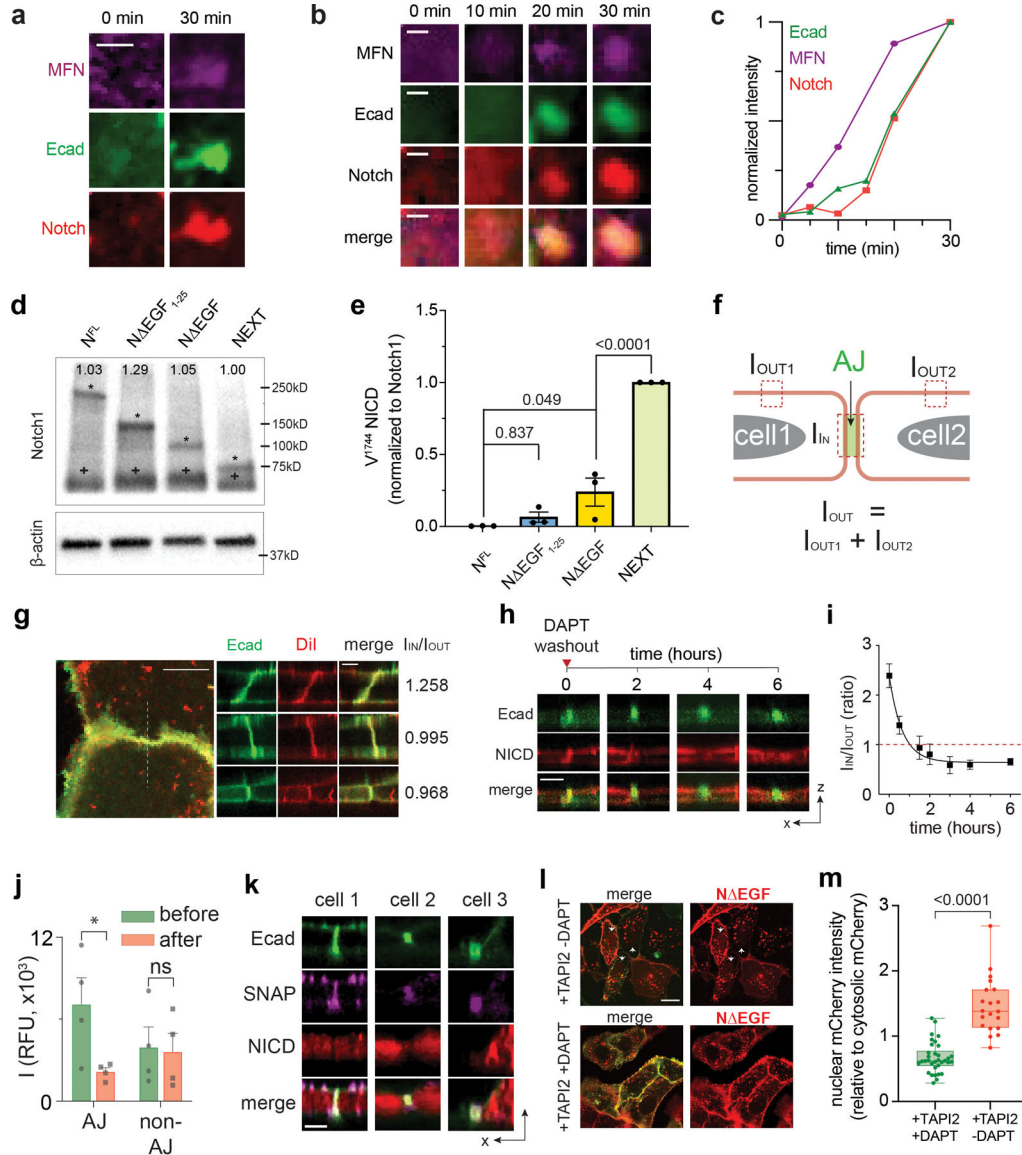 a
0 min 30 min
MFN
Ecad
Notch
b
0 min 10 min 20 min 30 min
MFN
Ecad
Notch
merge
c
normalized intensity
1
0
Ecad
MFN
Notch
0 30
time (min)
d
N^FL NΔEGF₁₋₂₅ NΔEGF NEXT
Notch1
1.03 1.29 1.05 1.00
* * * *
+ + + +
250kD
150kD
100kD
75kD
β-actin
37kD
e
V¹⁷⁴⁴ NICD
(normalized to Notch1)
1.5
1.0
0.5
0.0
<0.0001
0.049
0.837
N^FL NΔEGF₁₋₂₅ NΔEGF NEXT
f
I_OUT1 AJ I_OUT2
cell1 I_IN cell2
I_OUT =
I_OUT1 + I_OUT2
g
Ecad DiI merge I_IN/I_OUT
1.258
0.995
0.968
h
DAPT
washout
time (hours)
0 2 4 6
Ecad
NICD
merge
z
x
i
I_IN/I_OUT (ratio)
3
2
1
0
0 2 4 6
time (hours)
j
I (RFU, x10³)
12
0
before
after
*
ns
AJ non-
AJ
k
cell 1 cell 2 cell 3
Ecad
SNAP
NICD
merge
x
l
merge NΔEGF
+TAPI2 -DAPT
merge NΔEGF
+TAPI2 +DAPT
m
nuclear mCherry intensity
(relative to cytosolic mCherry)
<0.0001
3
2
1
0
+TAPI2 +TAPI2
+DAPT -DAPT